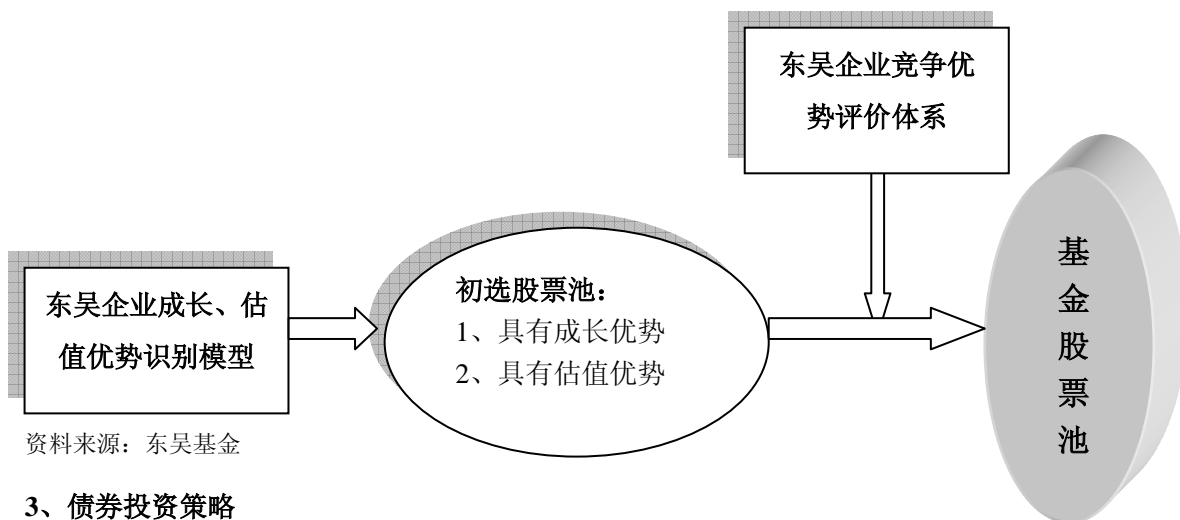 东吴企业竞争优
势评价体系
东吴企业成长、估
值优势识别模型
初选股票池：
1、具有成长优势
2、具有估值优势
基
金
股
票
池
资料来源：东吴基金
3、债券投资策略